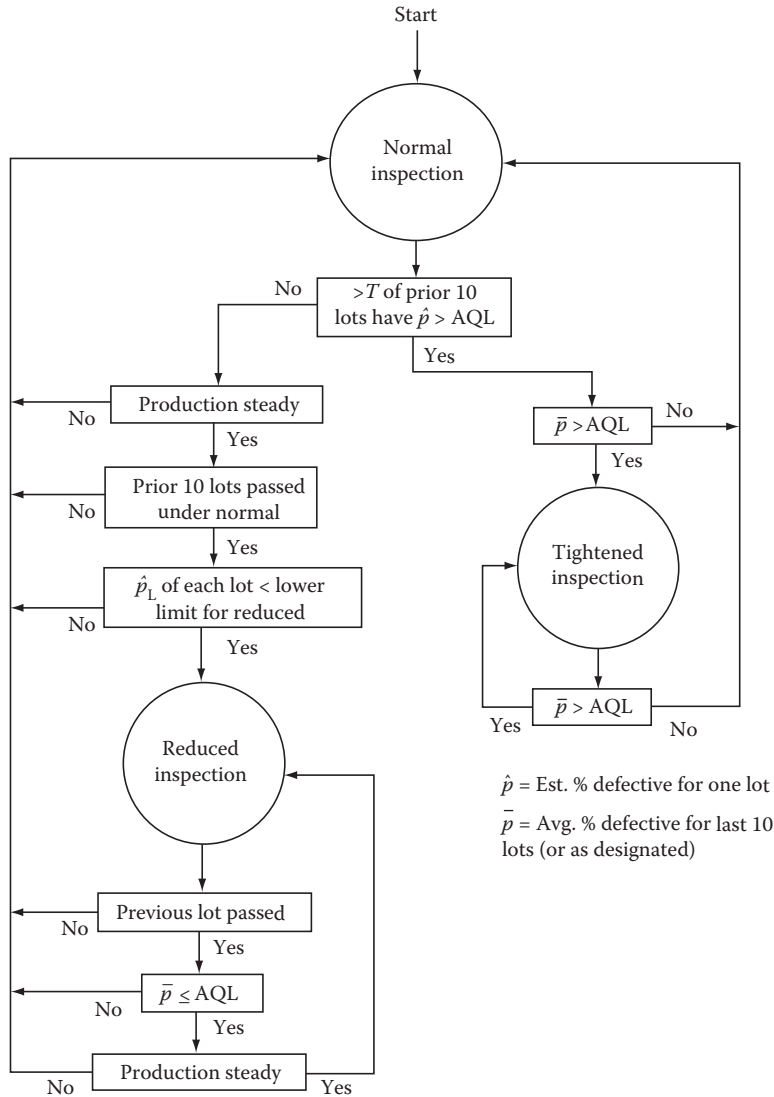 Start
Normal
inspection
No
>T of prior 10
lots have p̂ > AQL
Yes
Production steady
No
Yes
p̄ > AQL
No
Yes
Prior 10 lots passed
under normal
No
Yes
Tightened
inspection
p̂L of each lot < lower
limit for reduced
No
Yes
p̄ > AQL
Yes
No
Reduced
inspection
p̂ = Est. % defective for one lot
p̄ = Avg. % defective for last 10
lots (or as designated)
Previous lot passed
No
Yes
p̄ ≤ AQL
No
Yes
Production steady
No
Yes